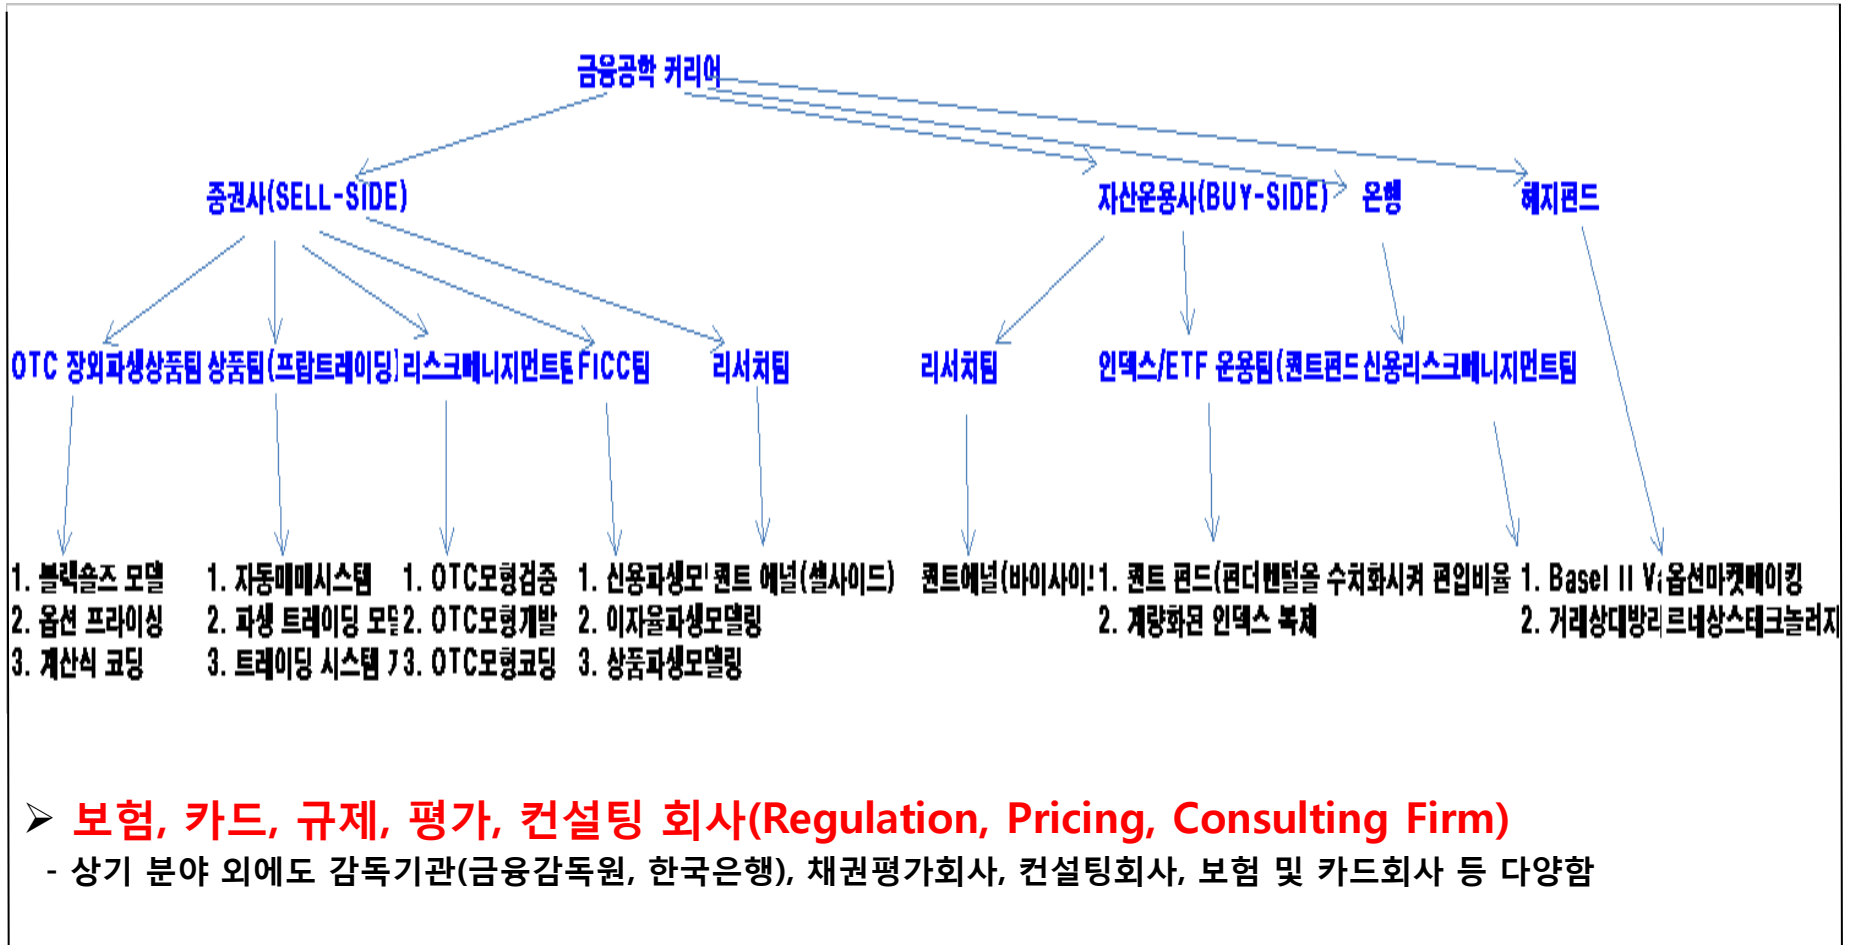 금융공학 커리어
증권사(SELL-SIDE) 자산운용사(BUY-SIDE) 은행 헤지펀드
OTC 장외파생상품팀 상품팀(프랍트레이딩) 리스크메니지먼트팀 FICC팀 리서치팀 리서치팀 인덱스/ETF 운용팀(퀀트펀드 신용리스크메니지먼트팀
1. 블랙숄즈 모델 1. 자동매매시스템 1. OTC모형검증 1. 신용파생모 퀀트 애널(셀사이드) 퀀트애널(바이사이 1. 퀀트 펀드(펀더멘털을 수치화시켜 편입비율 1. Basel II 옵션마켓메이킹
2. 옵션 프라이싱 2. 파생 트레이딩 모델 2. OTC모형개발 2. 이자율파생모델링 2. 계량화된 인덱스 복제 2. 거래상대방리 르네상스테크놀러지
3. 계산식 코딩 3. 트레이딩 시스템 3. OTC모형코딩 3. 상품파생모델링
➢ 보험, 카드, 규제, 평가, 컨설팅 회사(Regulation, Pricing, Consulting Firm)
- 상기 분야 외에도 감독기관(금융감독원, 한국은행), 채권평가회사, 컨설팅회사, 보험 및 카드회사 등 다양함